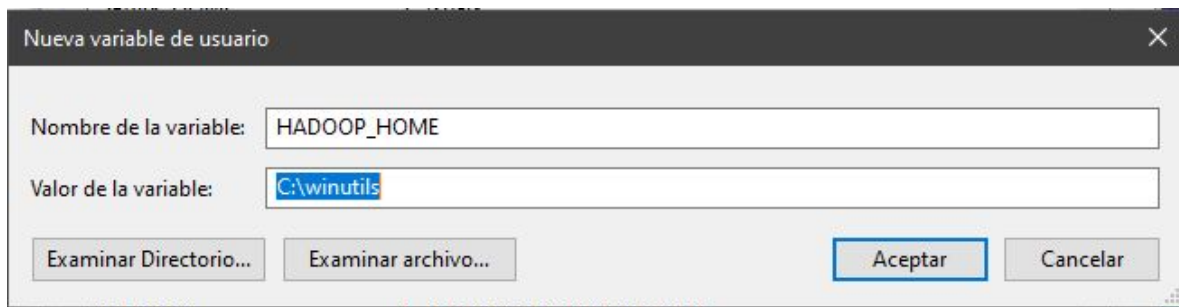 Nueva variable de usuario
Nombre de la variable: HADOOP_HOME
Valor de la variable: C:\winutils
Examinar Directorio... Examinar archivo... Aceptar Cancelar